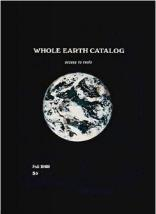 WHOLE EARTH CATALOG
access to tools
Fall 1968
$5